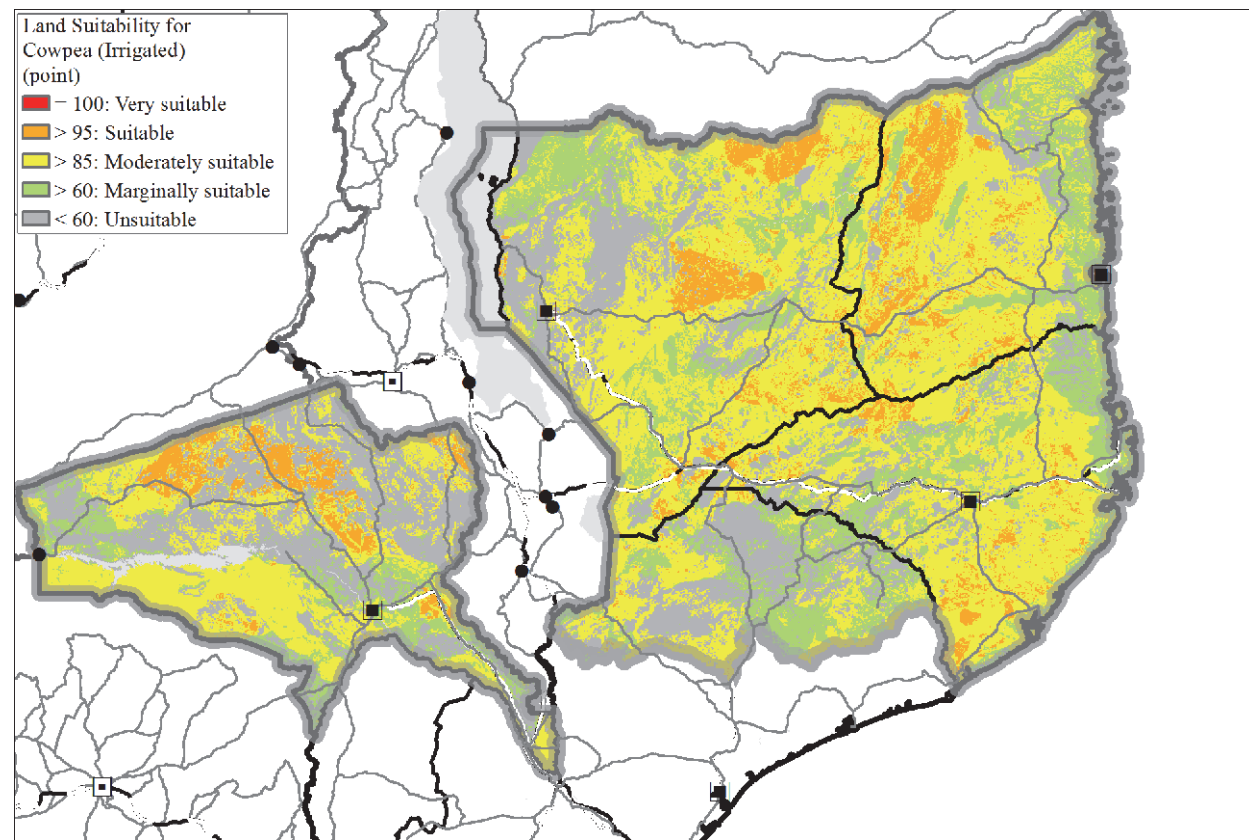 Land Suitability for
Cowpea (Irrigated)
(point)
= 100: Very suitable
> 95: Suitable
> 85: Moderately suitable
> 60: Marginally suitable
< 60: Unsuitable